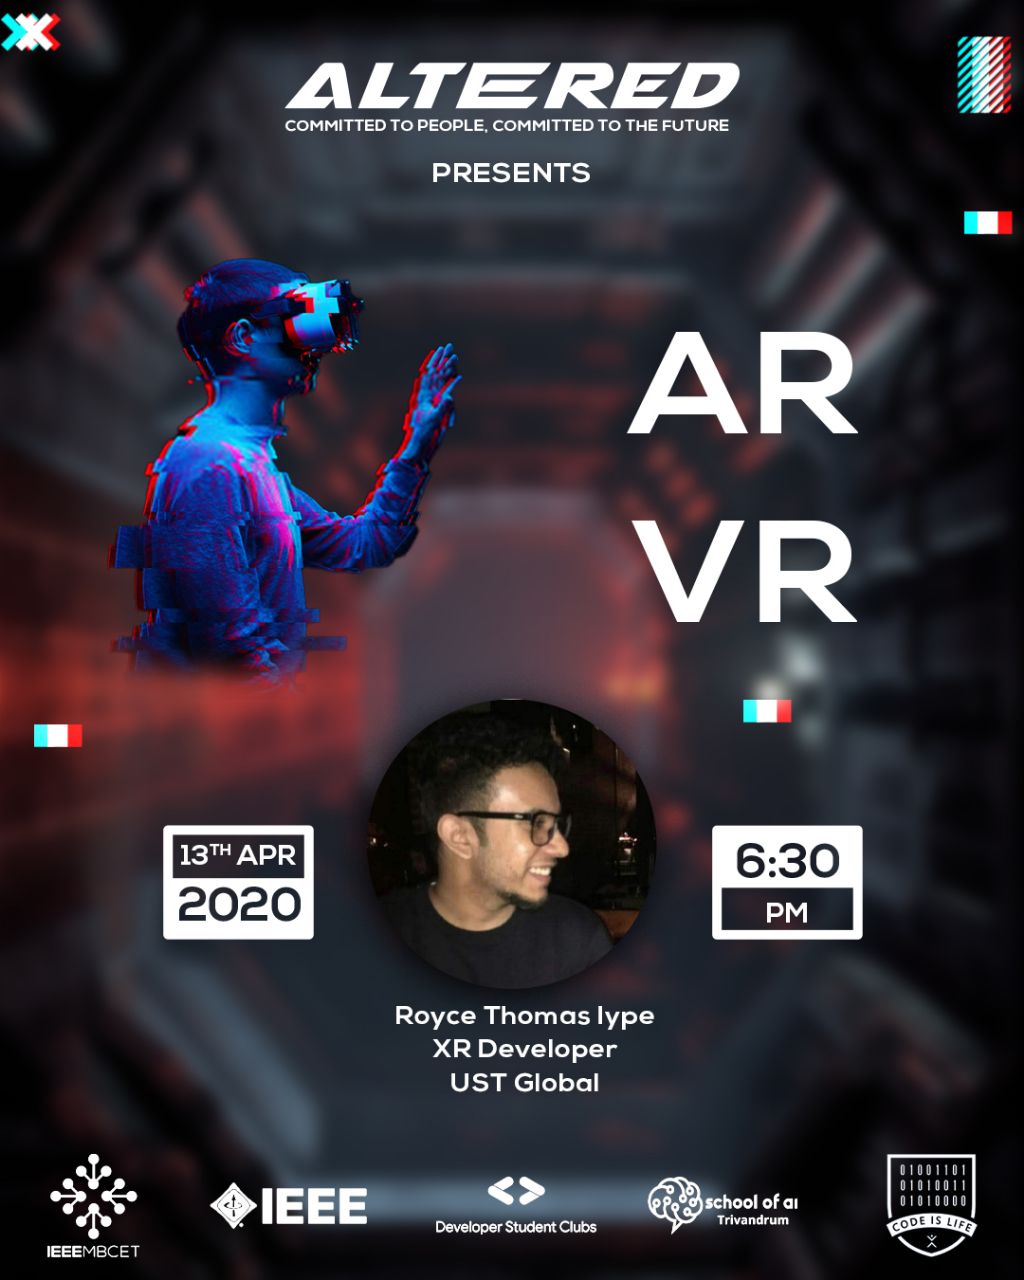 ALTERED
COMMITTED TO PEOPLE, COMMITTED TO THE FUTURE
PRESENTS
AR
VR
13TH APR
2020
6:30
PM
Royce Thomas Iype
XR Developer
UST Global
IEEEMBCET
IEEE
Developer Student Clubs
school of ai
Trivandrum
01001101
01010011
01010000
CODE IS LIFE